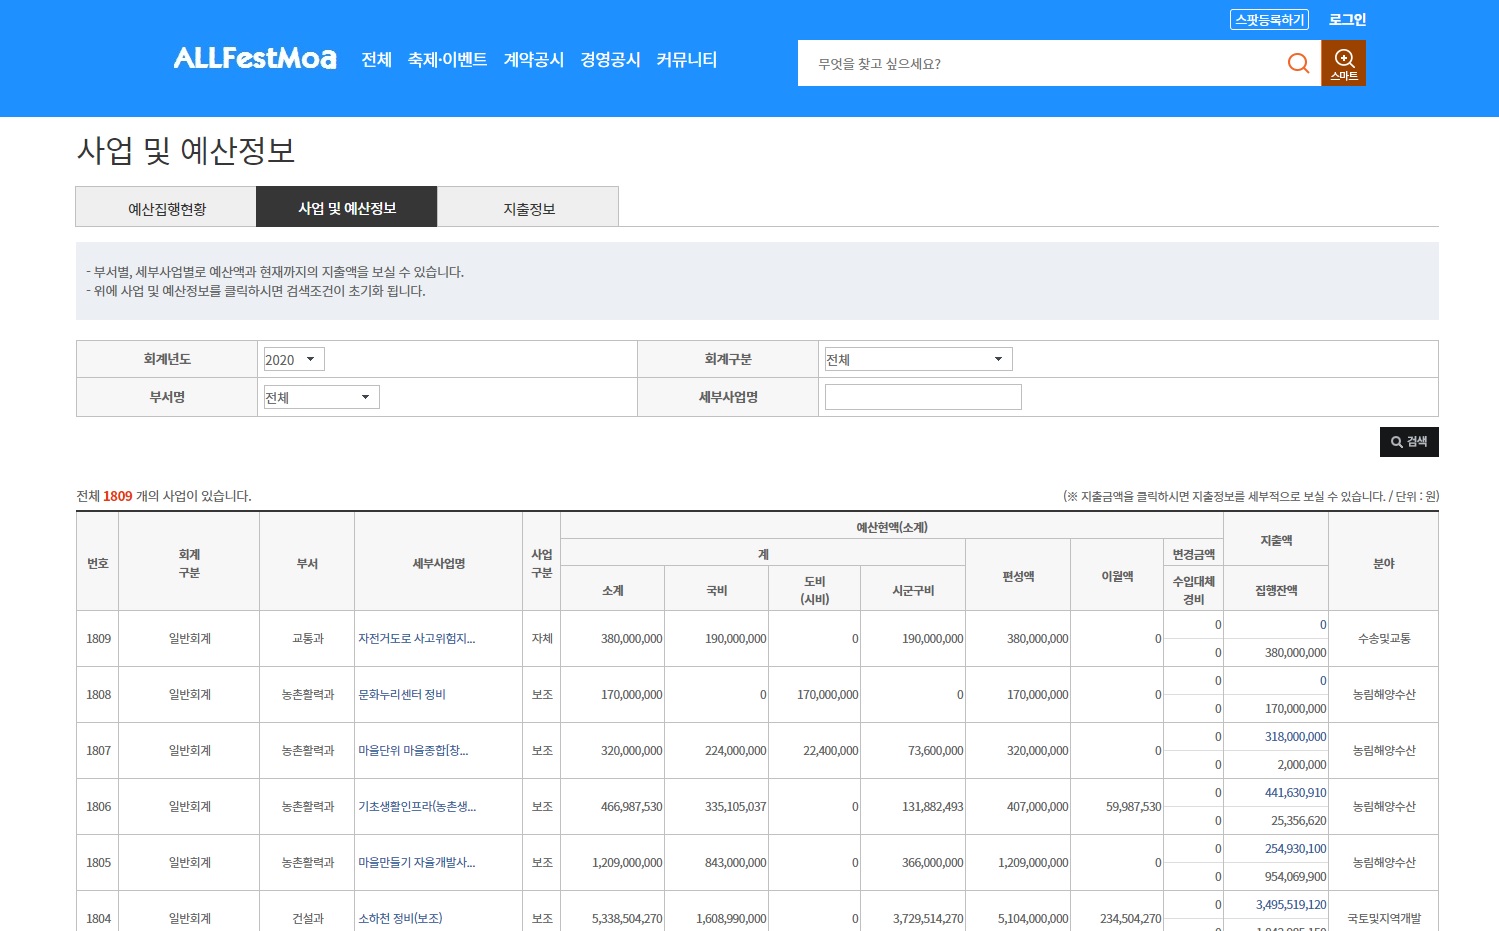 스팟등록하기 로그인
ALLFestMoa 전체 축제·이벤트 계약공시 경영공시 커뮤니티 무엇을 찾고 싶으세요? 스마트
사업 및 예산정보
예산집행현황 사업 및 예산정보 지출정보
- 부서별, 세부사업별로 예산액과 현재까지의 지출액을 보실 수 있습니다.
- 위에 사업 및 예산정보를 클릭하시면 검색조건이 초기화 됩니다.
회계년도 2020 회계구분 전체
부서명 전체 세부사업명
검색
전체 1809 개의 사업이 있습니다. (※ 지출금액을 클릭하시면 지출정보를 세부적으로 보실 수 있습니다. / 단위 : 원)
번호 회계 구분 부서 세부사업명 사업 구분 예산현액(소계) 지출액 분야
계 편성액 이월액 변경금액
소계 국비 도비 (시비) 시군구비 수입대체 경비 집행잔액
1809 일반회계 교통과 자전거도로 사고위험지... 자체 380,000,000 190,000,000 0 190,000,000 380,000,000 0 0 0 수송및교통
0 380,000,000
1808 일반회계 농촌활력과 문화누리센터 정비 보조 170,000,000 0 170,000,000 0 170,000,000 0 0 0 농림해양수산
0 170,000,000
1807 일반회계 농촌활력과 마을단위 마을종합[창... 보조 320,000,000 224,000,000 22,400,000 73,600,000 320,000,000 0 0 318,000,000 농림해양수산
0 2,000,000
1806 일반회계 농촌활력과 기초생활인프라(농촌생... 보조 466,987,530 335,105,037 0 131,882,493 407,000,000 59,987,530 0 441,630,910 농림해양수산
0 25,356,620
1805 일반회계 농촌활력과 마을만들기 자율개발사... 보조 1,209,000,000 843,000,000 0 366,000,000 1,209,000,000 0 0 254,930,100 농림해양수산
0 954,069,900
1804 일반회계 건설과 소하천 정비(보조) 보조 5,338,504,270 1,608,990,000 0 3,729,514,270 5,104,000,000 234,504,270 0 3,495,519,120 국토및지역개발